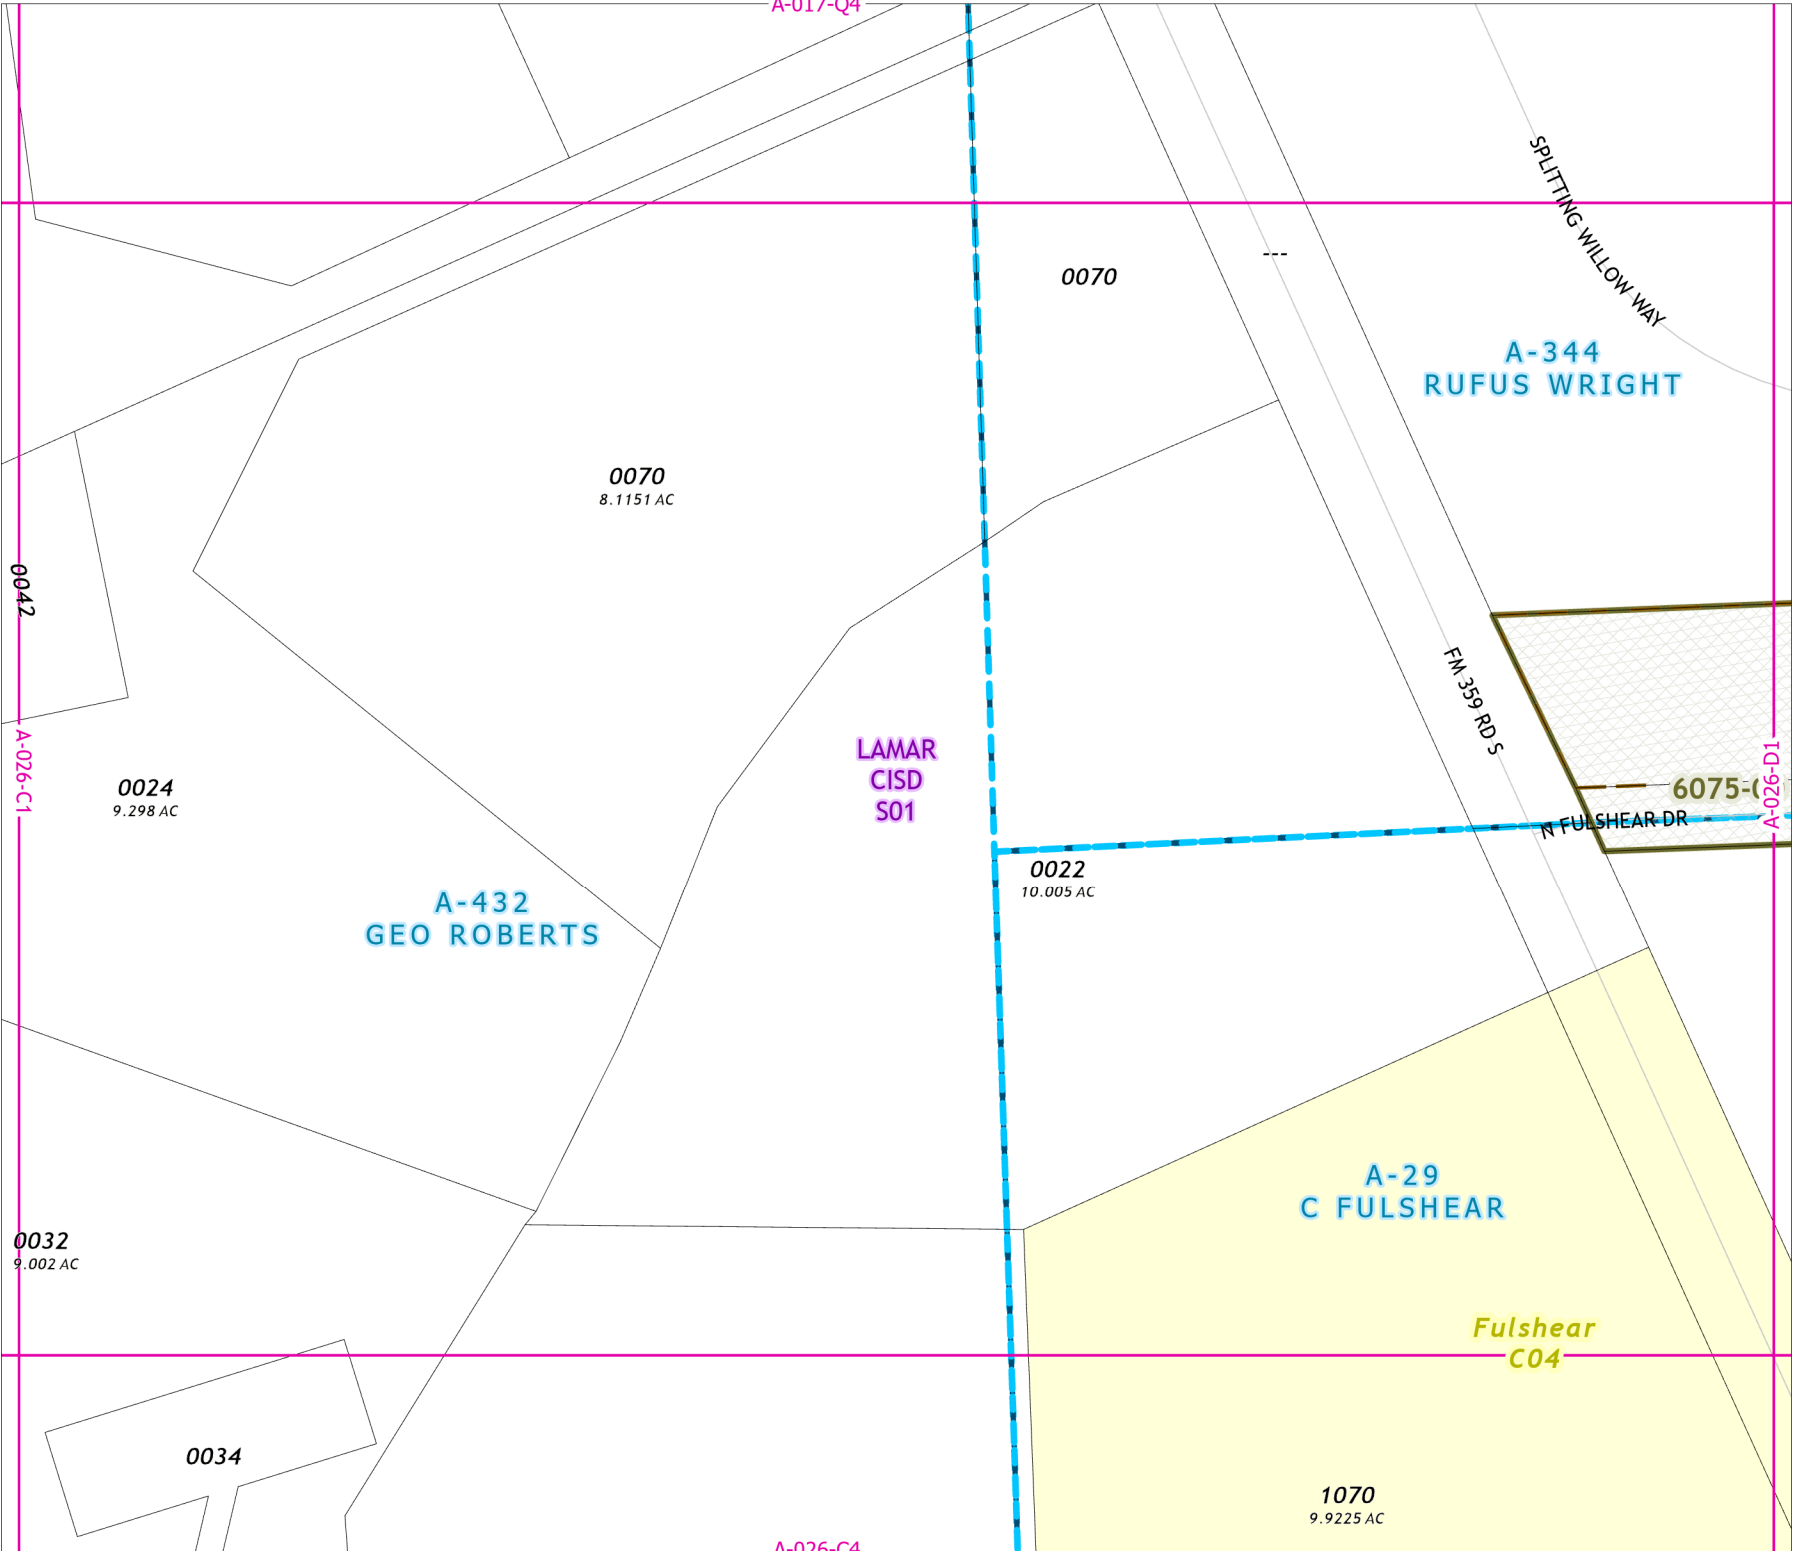 A-017-Q4
SPLITTING WILLOW WAY
---
0070
A-344
RUFUS WRIGHT
0070
8.1151 AC
0042
FM 359 RD S
A-026-C1
A-026-D1
LAMAR
CISD
S01
0024
9.298 AC
6075-0
N FULSHEAR DR
0022
10.005 AC
A-432
GEO ROBERTS
A-29
C FULSHEAR
0032
9.002 AC
Fulshear
C04
0034
1070
9.9225 AC
A-026-C4